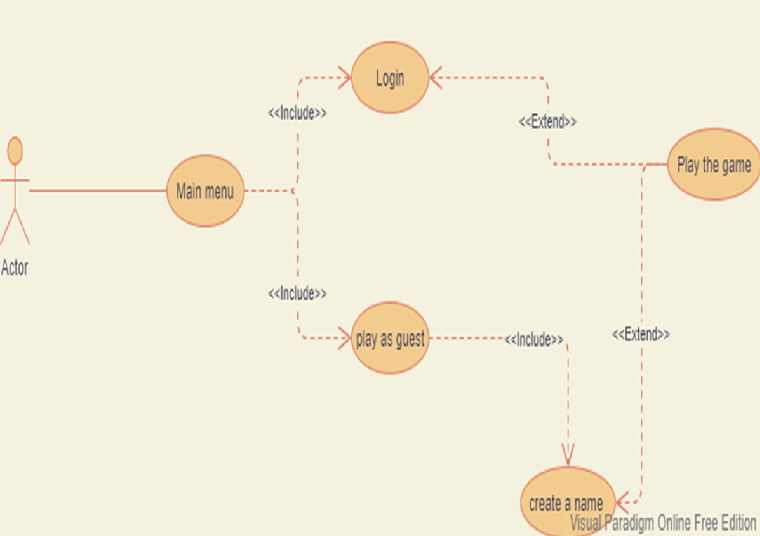 Login
<<Include>>
<<Extend>>
Play the game
Main menu
Actor
<<Include>>
play as guest
<<Include>>
<<Extend>>
create a name
Visual Paradigm Online Free Edition